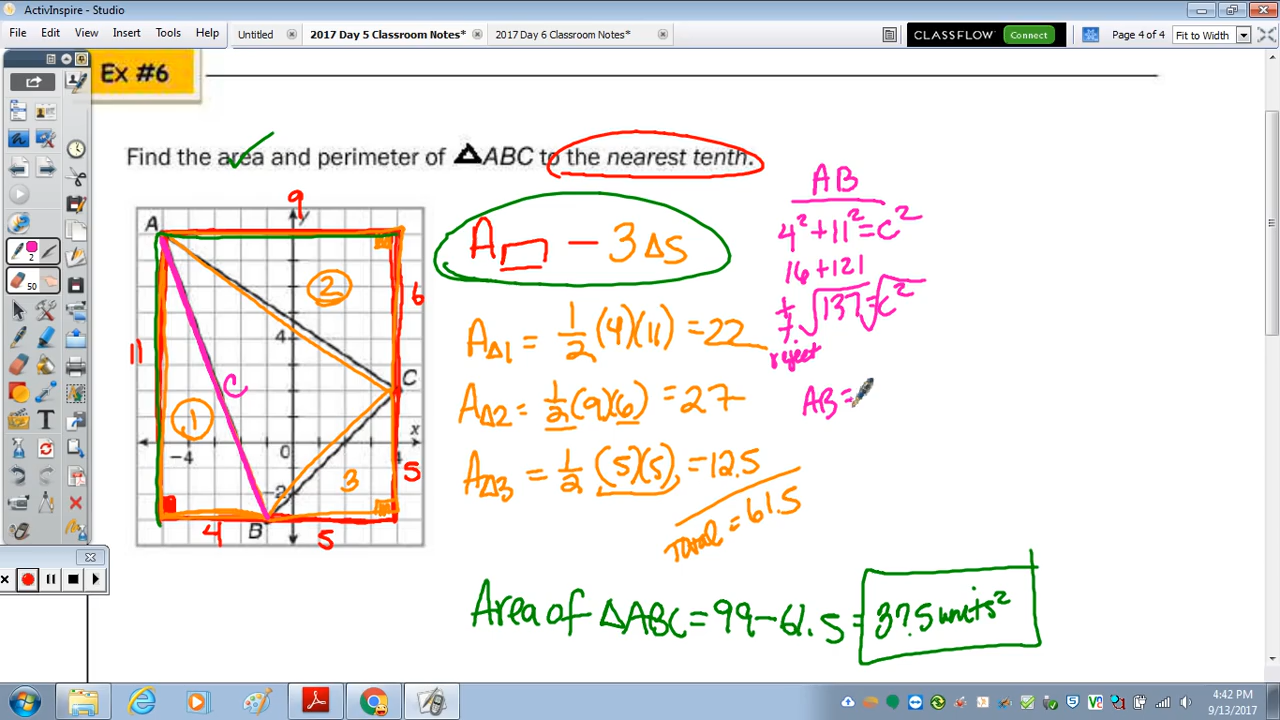 ActivInspire - Studio
File Edit View Insert Tools Help
Untitled
2017 Day 5 Classroom Notes*
2017 Day 6 Classroom Notes*
CLASSFLOW Connect
Page 4 of 4
Fit to Width
Ex #6
Find the area and perimeter of △ABC to the nearest tenth.
9
A
y
2
6
4
C
11
C
1
x
-4
0
4
5
3
-2
4
B
5
A▭ - 3△s
A△1 = 1/2 (4)(11) = 22
A△2 = 1/2 (9)(6) = 27
A△3 = 1/2 (5)(5) = 12.5
Total = 61.5
AB
4²+11²=c²
16+121
±√137=√c²
reject
AB=
Area of △ABC = 99-61.5 = 37.5 units²
2
50
4:42 PM
9/13/2017